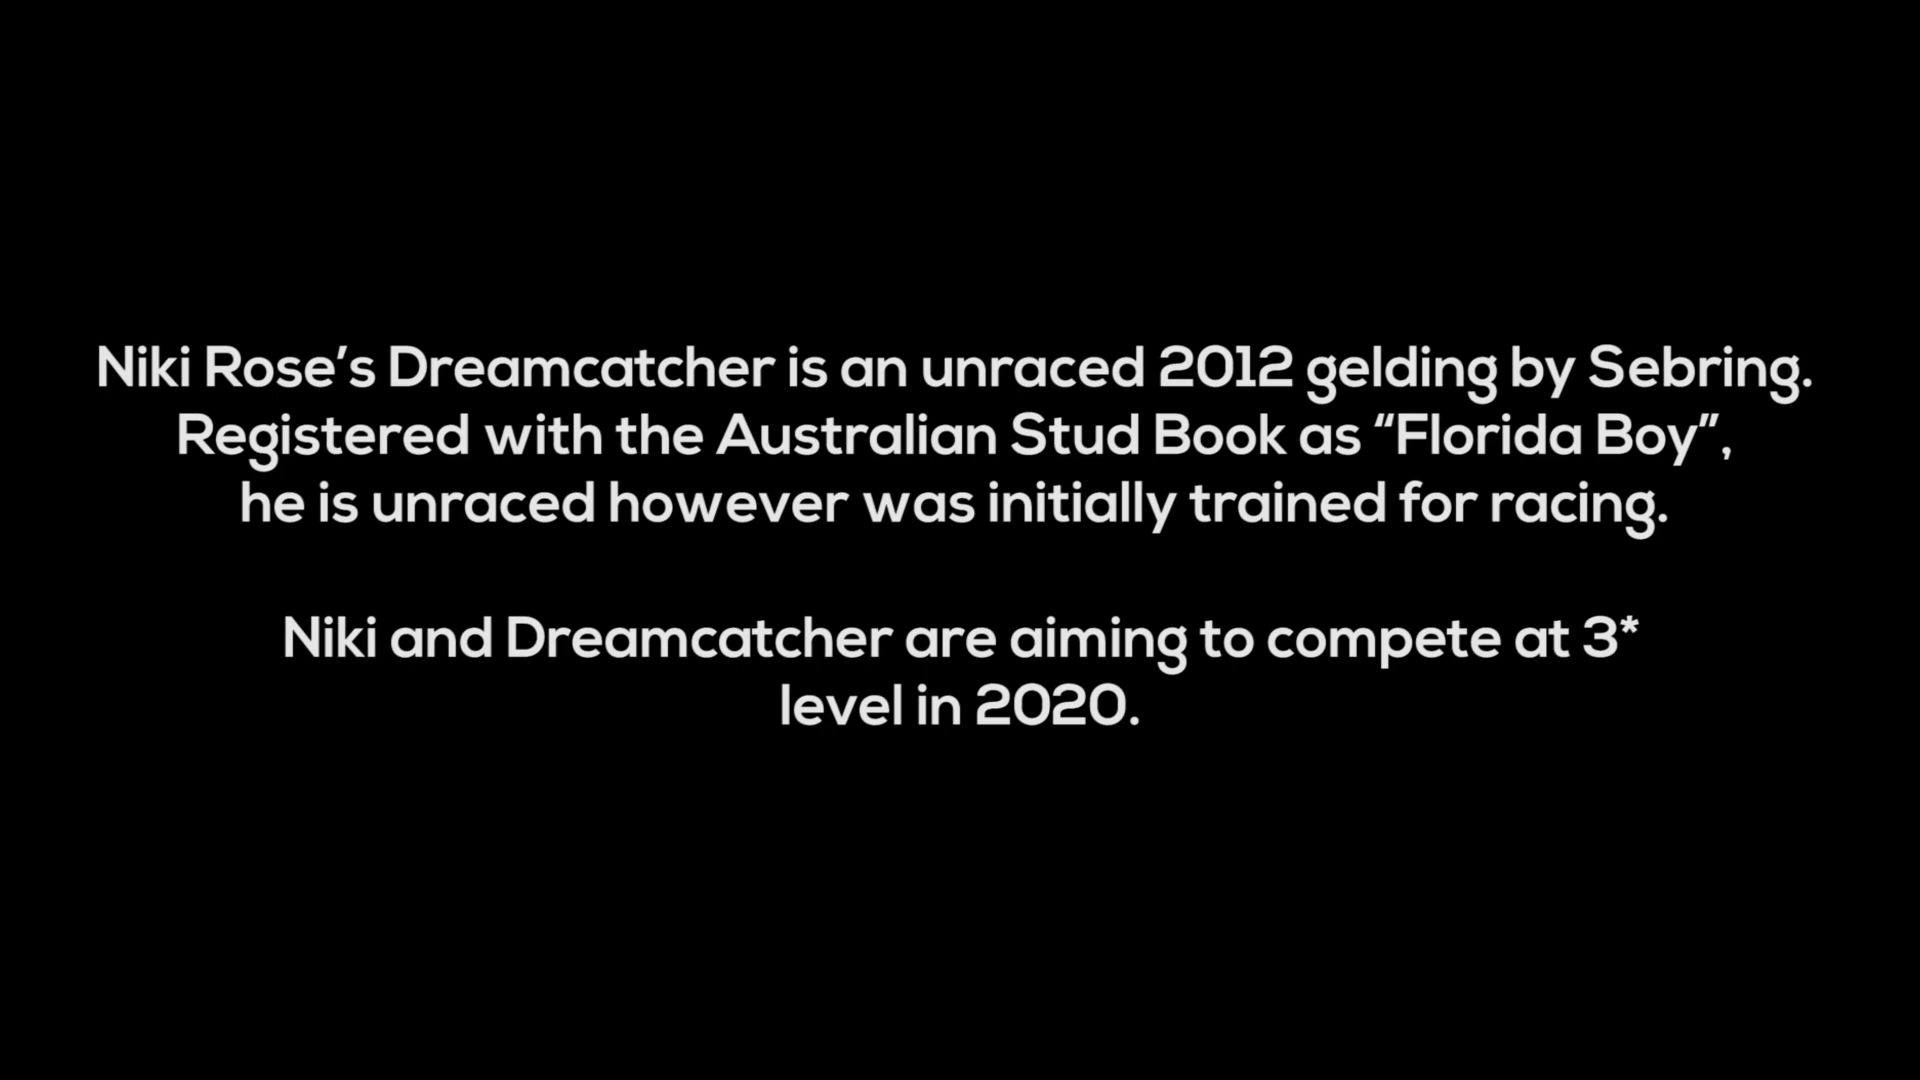 Niki Rose’s Dreamcatcher is an unraced 2012 gelding by Sebring.
Registered with the Australian Stud Book as “Florida Boy”,
he is unraced however was initially trained for racing.
Niki and Dreamcatcher are aiming to compete at 3*
level in 2020.